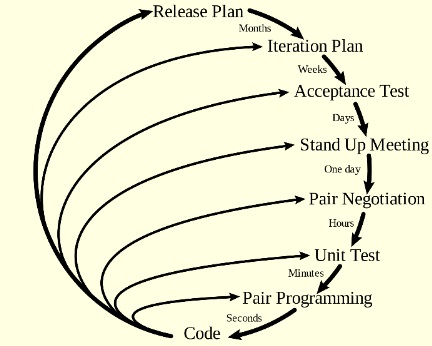 Release Plan
Months
Iteration Plan
Weeks
Acceptance Test
Days
Stand Up Meeting
One day
Pair Negotiation
Hours
Unit Test
Minutes
Pair Programming
Seconds
Code